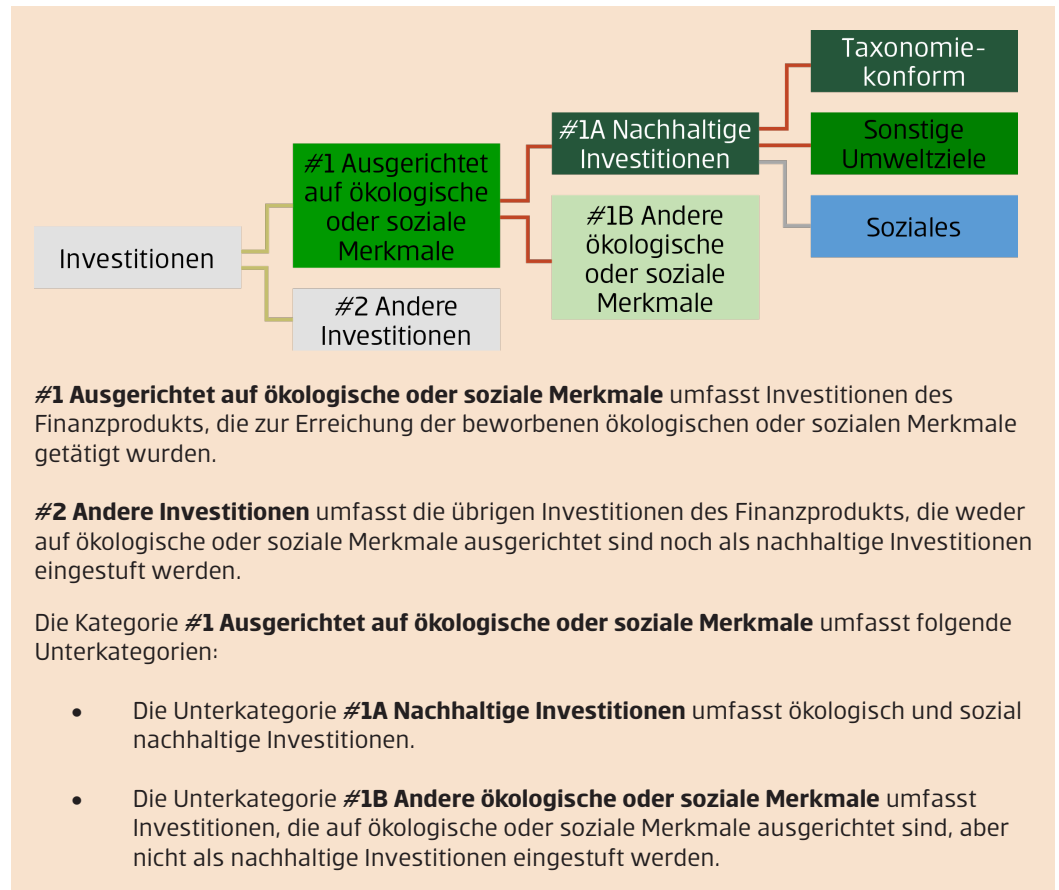 Taxonomie-
konform
#1A Nachhaltige
Investitionen
Sonstige
Umweltziele
#1 Ausgerichtet
auf ökologische
oder soziale
Merkmale
#1B Andere
ökologische
oder soziale
Merkmale
Soziales
Investitionen
#2 Andere
Investitionen
#1 Ausgerichtet auf ökologische oder soziale Merkmale umfasst Investitionen des
Finanzprodukts, die zur Erreichung der beworbenen ökologischen oder sozialen Merkmale
getätigt wurden.
#2 Andere Investitionen umfasst die übrigen Investitionen des Finanzprodukts, die weder
auf ökologische oder soziale Merkmale ausgerichtet sind noch als nachhaltige Investitionen
eingestuft werden.
Die Kategorie #1 Ausgerichtet auf ökologische oder soziale Merkmale umfasst folgende
Unterkategorien:
• Die Unterkategorie #1A Nachhaltige Investitionen umfasst ökologisch und sozial
nachhaltige Investitionen.
• Die Unterkategorie #1B Andere ökologische oder soziale Merkmale umfasst
Investitionen, die auf ökologische oder soziale Merkmale ausgerichtet sind, aber
nicht als nachhaltige Investitionen eingestuft werden.